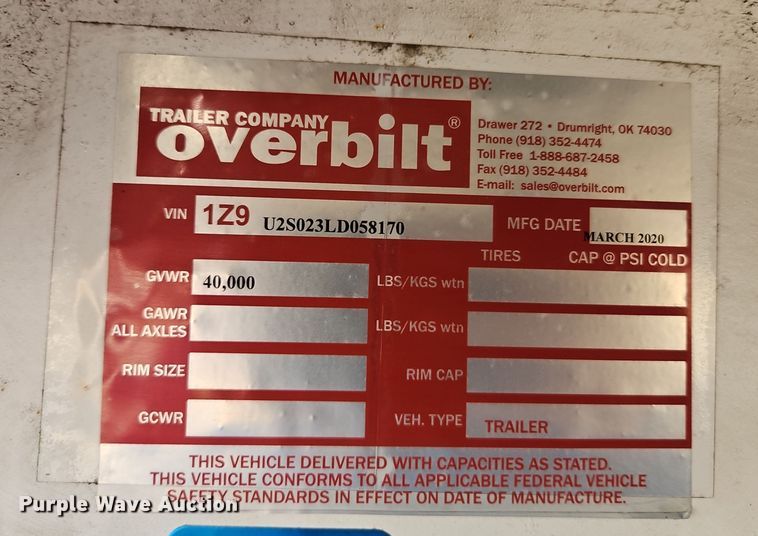 MANUFACTURED BY:
TRAILER COMPANY
overbilt®
Drawer 272 • Drumright, OK 74030
Phone (918) 352-4474
Toll Free 1-888-687-2458
Fax (918) 352-4484
E-mail: sales@overbilt.com
VIN 1Z9 U2S023LD058170 MFG DATE MARCH 2020
TIRES CAP @ PSI COLD
GVWR 40,000 LBS/KGS wtn
GAWR
ALL AXLES LBS/KGS wtn
RIM SIZE RIM CAP
GCWR VEH. TYPE TRAILER
THIS VEHICLE DELIVERED WITH CAPACITIES AS STATED.
THIS VEHICLE CONFORMS TO ALL APPLICABLE FEDERAL VEHICLE
SAFETY STANDARDS IN EFFECT ON DATE OF MANUFACTURE.
Purple Wave Auction